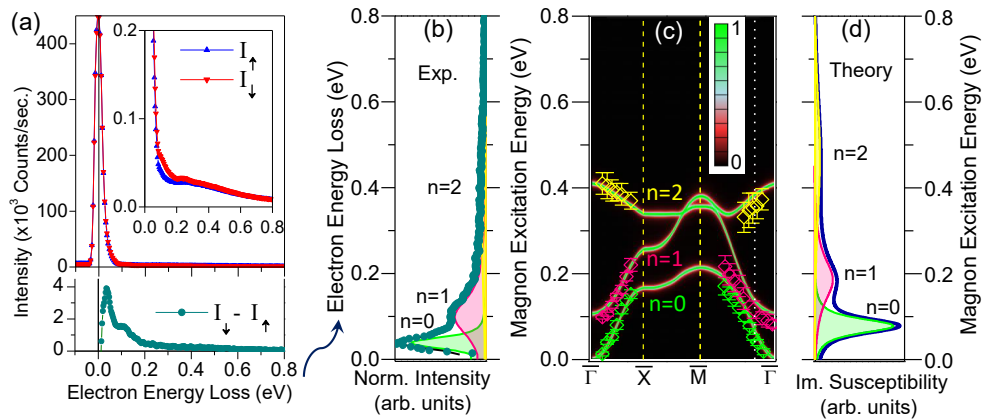 (a)
Intensity (x10³ Counts/sec.)
400
300
200
100
0
0.2
0.1
0.0
0.0 0.2 0.4 0.6 0.8
I↑
I↓
4
2
0
I↓ - I↑
0.0 0.2 0.4 0.6 0.8
Electron Energy Loss (eV)
(b)
Electron Energy Loss (eV)
0.8
0.6
0.4
0.2
0.0
Exp.
n=2
n=1
n=0
Norm. Intensity
(arb. units)
(c)
Magnon Excitation Energy (eV)
0.8
0.6
0.4
0.2
0.0
1
0
n=2
n=1
n=0
Γ̅ X̅ M̅ Γ̅
(d)
Theory
n=2
n=1
n=0
0.8
0.6
0.4
0.2
0.0
Magnon Excitation Energy (eV)
Im. Susceptibility
(arb. units)